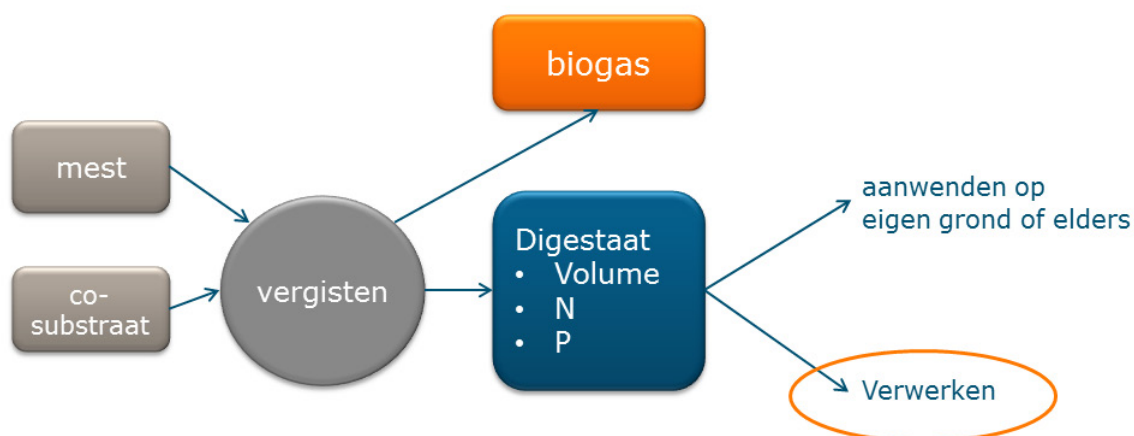 biogas
mest
co-
substraat
vergisten
Digestaat
• Volume
• N
• P
aanwenden op
eigen grond of elders
Verwerken